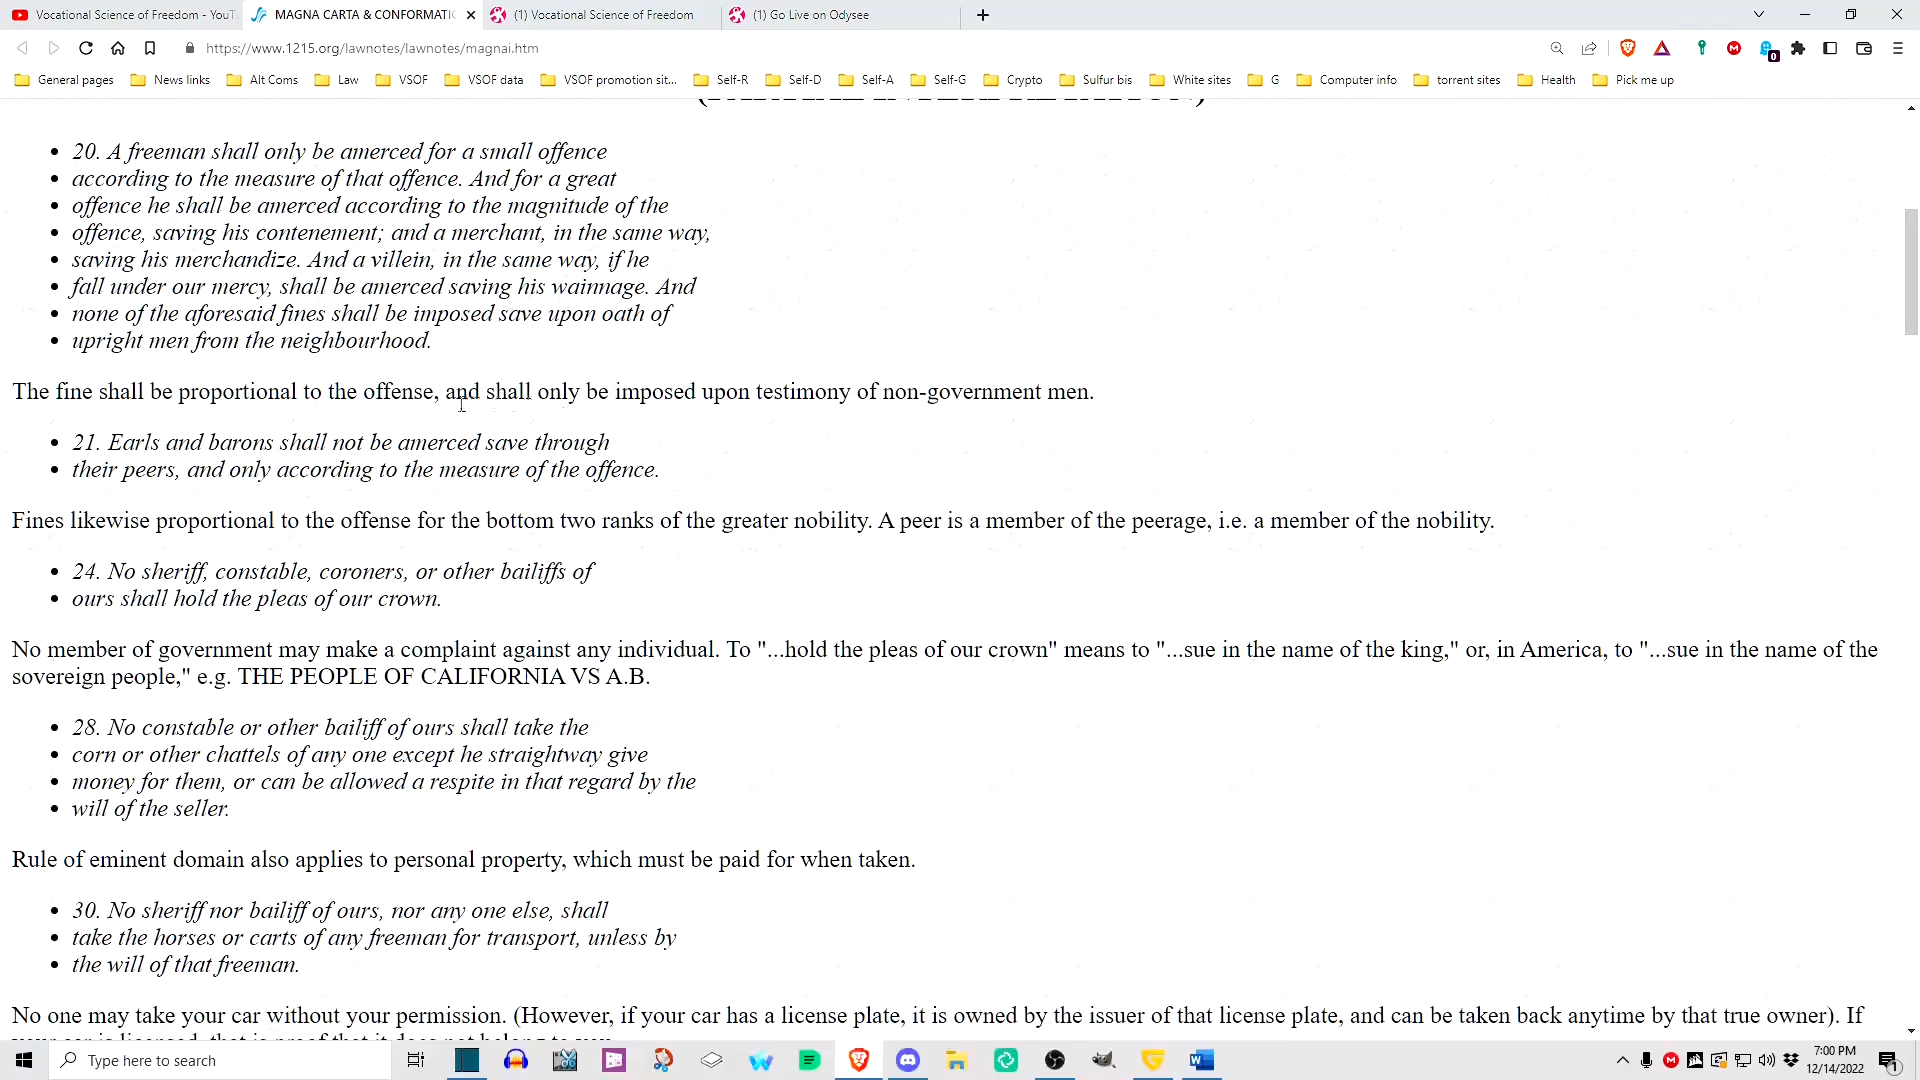 Vocational Science of Freedom - YouT
MAGNA CARTA & CONFORMATIC
(1) Vocational Science of Freedom
(1) Go Live on Odysee
https://www.1215.org/lawnotes/lawnotes/magnai.htm
General pages
News links
Alt Coms
Law
VSOF
VSOF data
VSOF promotion sit...
Self-R
Self-D
Self-A
Self-G
Crypto
Sulfur bis
White sites
G
Computer info
torrent sites
Health
Pick me up
• 20. A freeman shall only be amerced for a small offence
• according to the measure of that offence. And for a great
• offence he shall be amerced according to the magnitude of the
• offence, saving his contenement; and a merchant, in the same way,
• saving his merchandize. And a villein, in the same way, if he
• fall under our mercy, shall be amerced saving his wainnage. And
• none of the aforesaid fines shall be imposed save upon oath of
• upright men from the neighbourhood.
The fine shall be proportional to the offense, and shall only be imposed upon testimony of non-government men.
• 21. Earls and barons shall not be amerced save through
• their peers, and only according to the measure of the offence.
Fines likewise proportional to the offense for the bottom two ranks of the greater nobility. A peer is a member of the peerage, i.e. a member of the nobility.
• 24. No sheriff, constable, coroners, or other bailiffs of
• ours shall hold the pleas of our crown.
No member of government may make a complaint against any individual. To "...hold the pleas of our crown" means to "...sue in the name of the king," or, in America, to "...sue in the name of the
sovereign people," e.g. THE PEOPLE OF CALIFORNIA VS A.B.
• 28. No constable or other bailiff of ours shall take the
• corn or other chattels of any one except he straightway give
• money for them, or can be allowed a respite in that regard by the
• will of the seller.
Rule of eminent domain also applies to personal property, which must be paid for when taken.
• 30. No sheriff nor bailiff of ours, nor any one else, shall
• take the horses or carts of any freeman for transport, unless by
• the will of that freeman.
No one may take your car without your permission. (However, if your car has a license plate, it is owned by the issuer of that license plate, and can be taken back anytime by that true owner). If
Type here to search
7:00 PM
12/14/2022